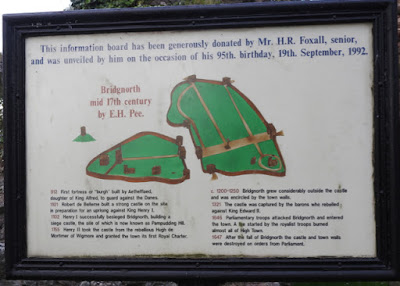 This information board has been generously donated by Mr. H.R. Foxall, senior,
and was unveiled by him on the occasion of his 95th. birthday, 19th. September, 1992.
Bridgnorth
mid 17th century
by E.H. Pee.
912 First fortress or "burgh" built by Aethelflaed,
daughter of King Alfred, to guard against the Danes.
1101 Robert de Belleme built a strong castle on the site
in preparation for an uprising against King Henry I.
1102 Henry I successfully besieged Bridgnorth, building a
siege castle, the site of which is now known as Pampudding Hill.
1155 Henry II took the castle from the rebellious Hugh de
Mortimer of Wigmore and granted the town its first Royal Charter.
c. 1200-1250 Bridgnorth grew considerably outside the castle
and was encircled by the town walls.
1321 The castle was captured by the barons who rebelled
against King Edward II.
1646 Parliamentary troops attacked Bridgnorth and entered
the town. A fire started by the royalist troops burned
almost all of High Town.
1647 After the fall of Bridgnorth the castle and town walls
were destroyed on orders from Parliament.